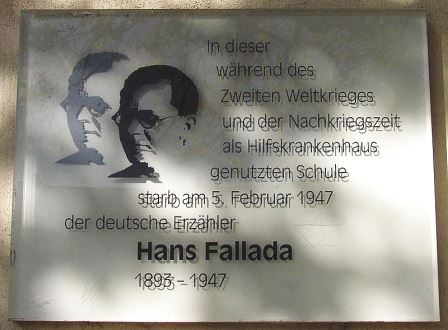 In dieser
während des
Zweiten Weltkrieges
und der Nachkriegszeit
als Hilfskrankenhaus
genutzten Schule
starb am 5. Februar 1947
der deutsche Erzähler
Hans Fallada
1893 – 1947